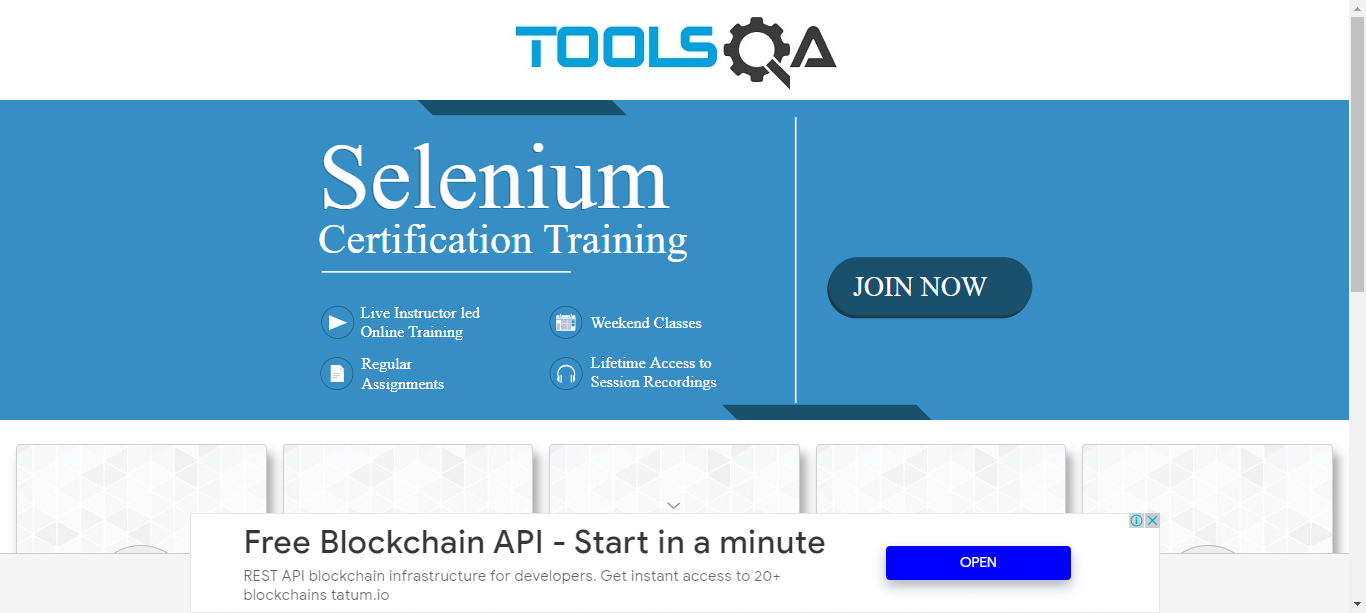 TOOLSQA
Selenium
Certification Training
JOIN NOW
Live Instructor led
Online Training
Weekend Classes
Regular
Assignments
Lifetime Access to
Session Recordings
Free Blockchain API - Start in a minute
REST API blockchain infrastructure for developers. Get instant access to 20+
blockchains tatum.io
OPEN